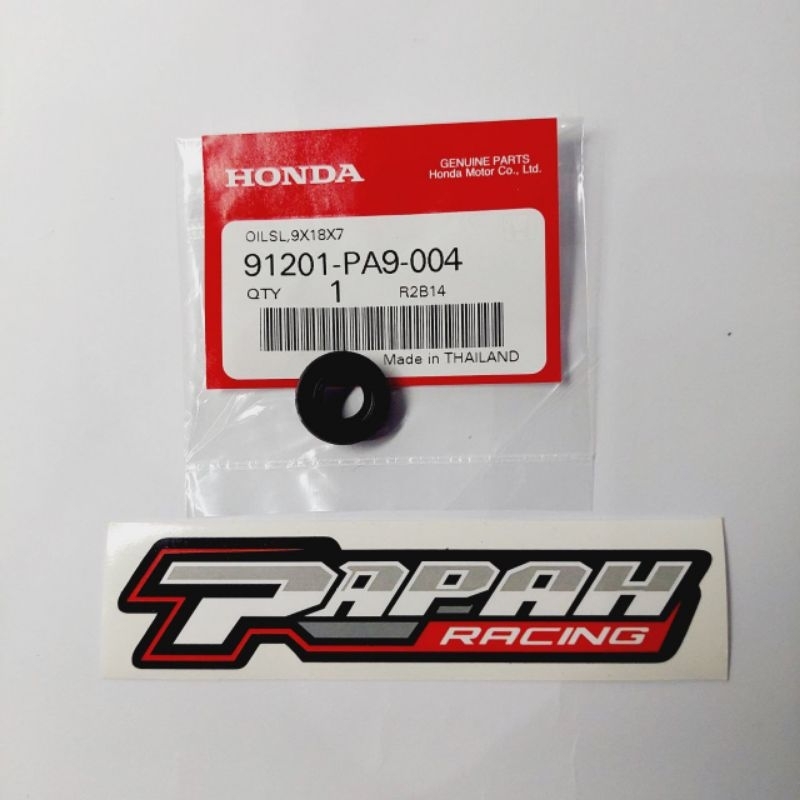 HONDA
GENUINE PARTS
Honda Motor Co., Ltd.
OILSL,9X18X7
91201-PA9-004
QTY 1 R2B14
Made in THAILAND
PAPAH
RACING